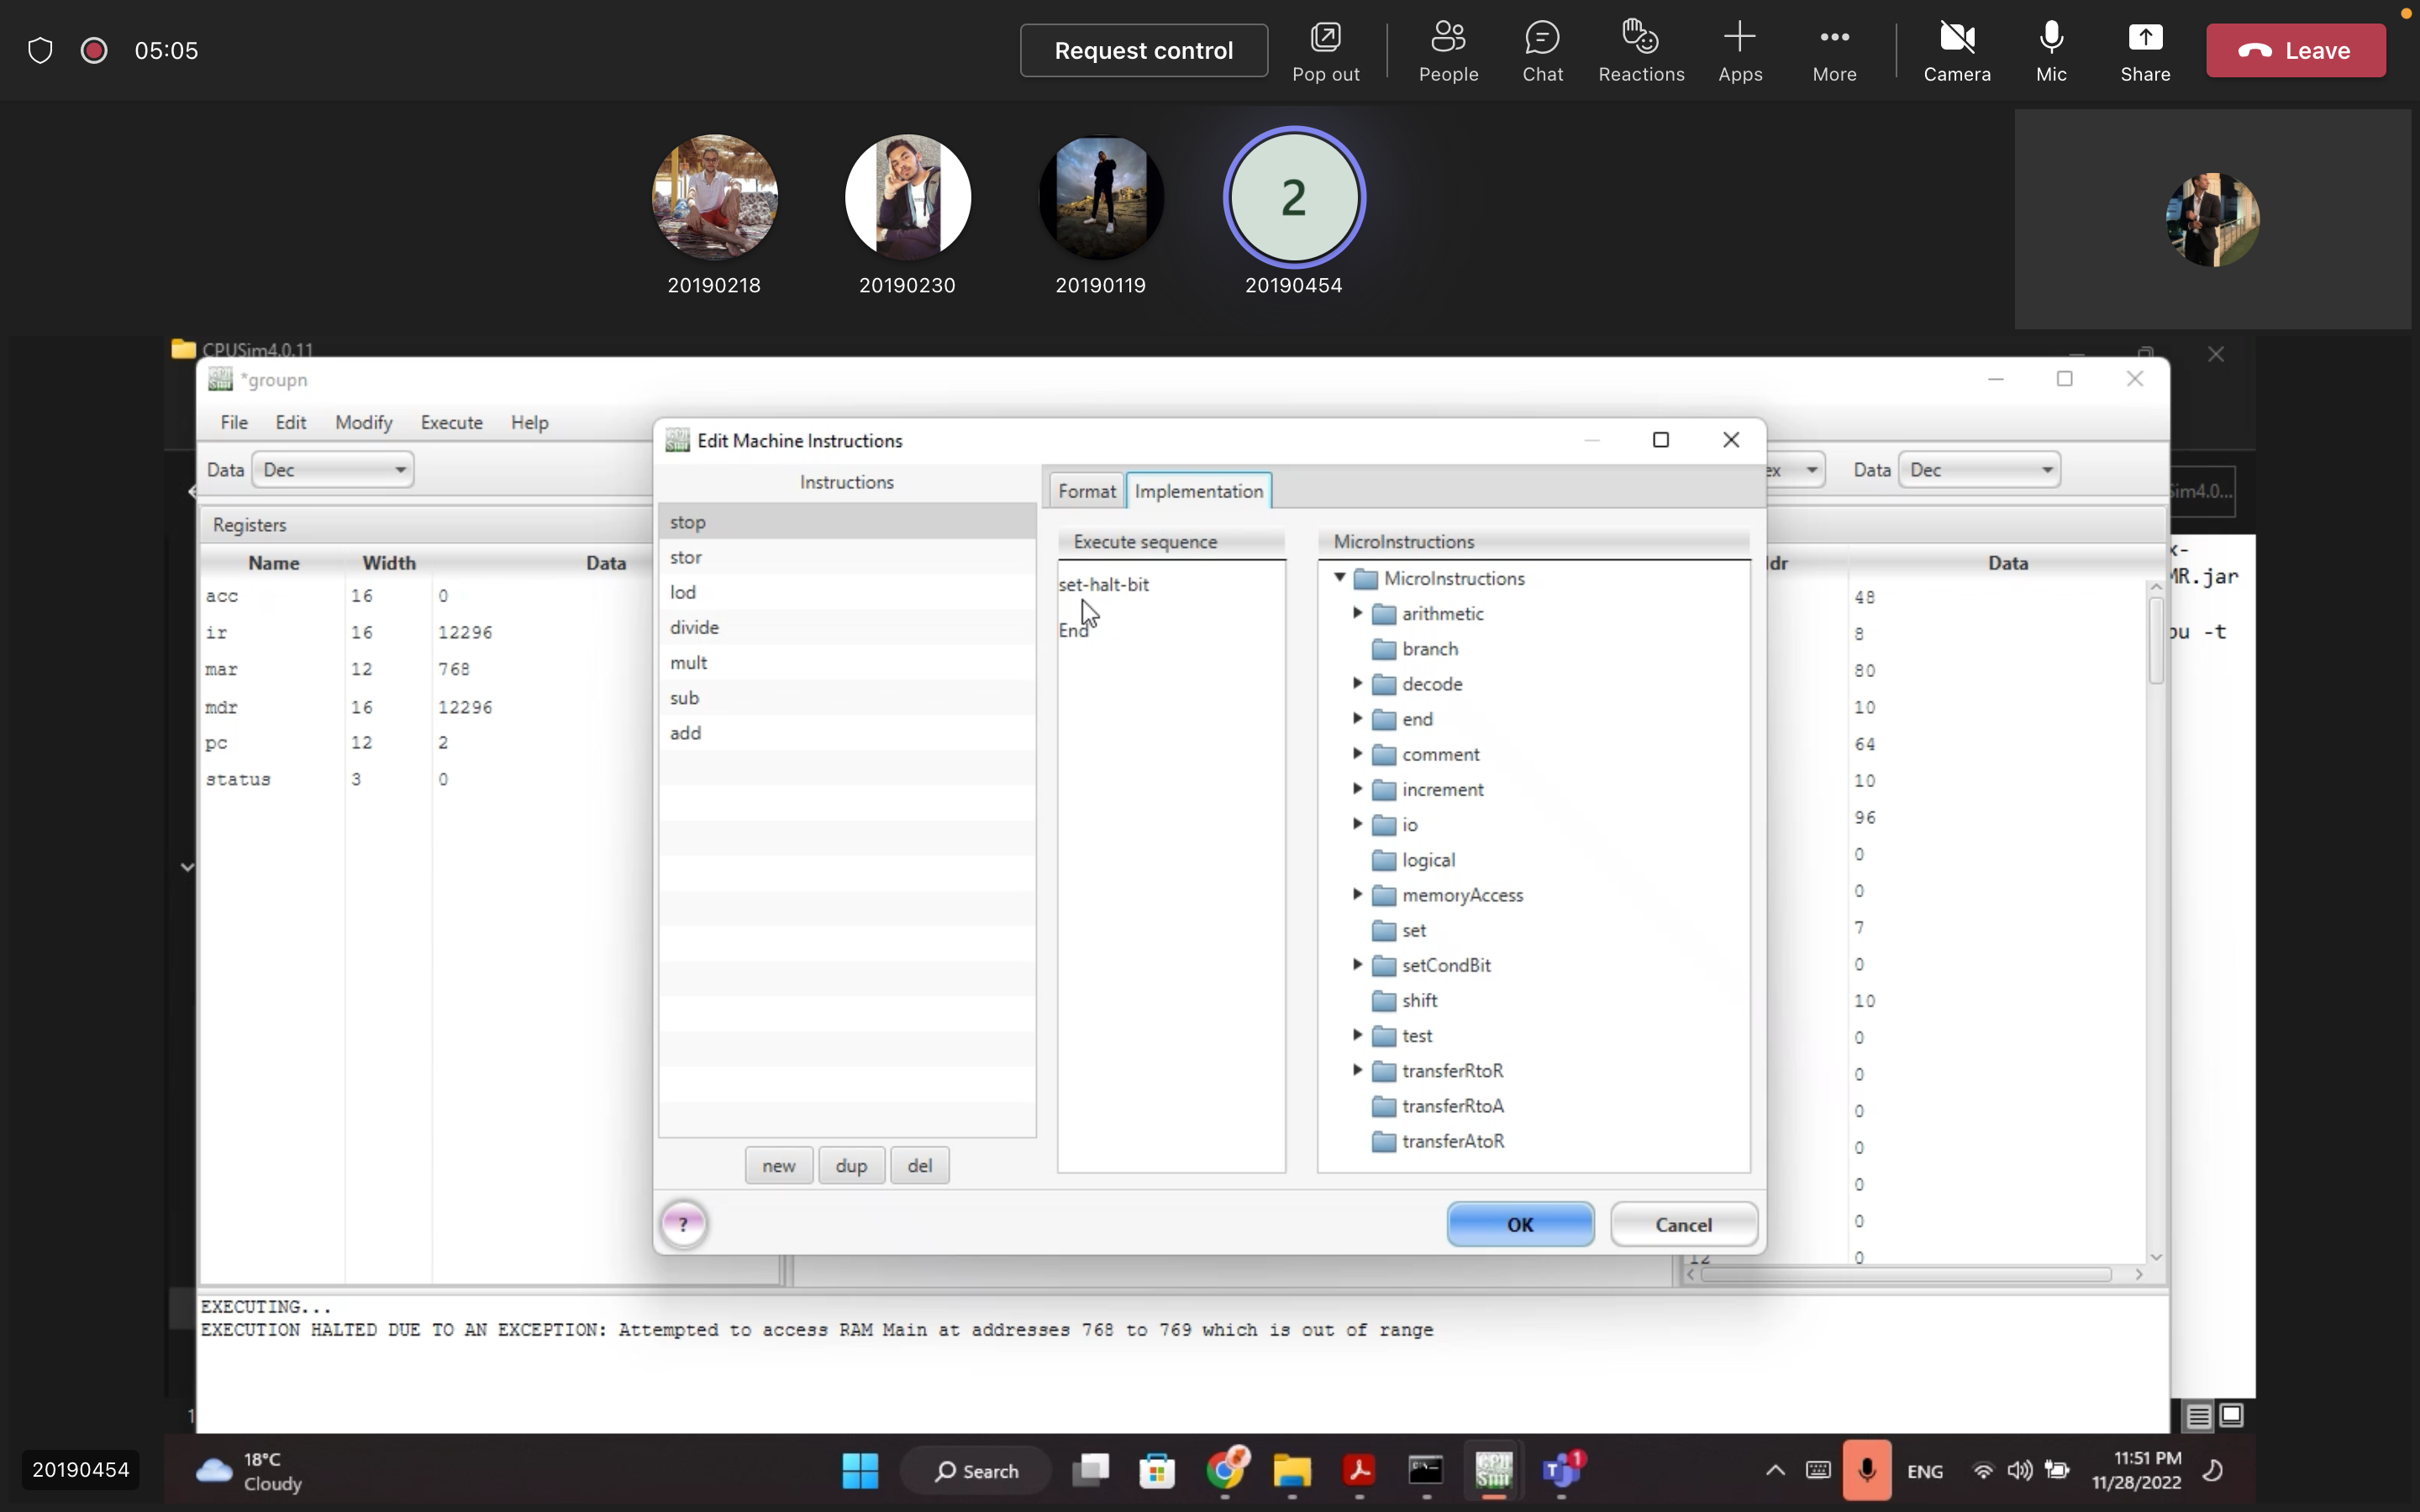 05:05
Request control
Pop out
People
Chat
Reactions
Apps
More
Camera
Mic
Share
Leave
2
20190218
20190230
20190119
20190454
CPUSim4.0.11
*groupn
File Edit Modify Execute Help
Data Dec
Registers
Name Width Data
acc 16 0
ir 16 12296
mar 12 768
mdr 16 12296
pc 12 2
status 3 0
Edit Machine Instructions
Instructions
stop
stor
lod
divide
mult
sub
add
new dup del
Format Implementation
Execute sequence
set-halt-bit
End
MicroInstructions
MicroInstructions
arithmetic
branch
decode
end
comment
increment
io
logical
memoryAccess
set
setCondBit
shift
test
transferRtoR
transferRtoA
transferAtoR
?
OK
Cancel
ex
Data Dec
dr
Data
48
8
80
10
64
10
96
0
0
7
0
10
0
0
0
0
0
0
12 0
Sim4.0...
x-
MR.jar
pu -t
EXECUTING...
EXECUTION HALTED DUE TO AN EXCEPTION: Attempted to access RAM Main at addresses 768 to 769 which is out of range
1
20190454
18°C
Cloudy
Search
CPU
Sim
1
ENG
11:51 PM
11/28/2022